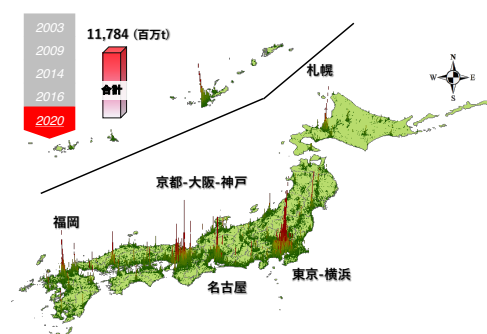 2003
2009
2014
2016
2020
11,784 (百万t)
合計
札幌
N
W
E
S
京都-大阪-神戸
福岡
名古屋
東京-横浜